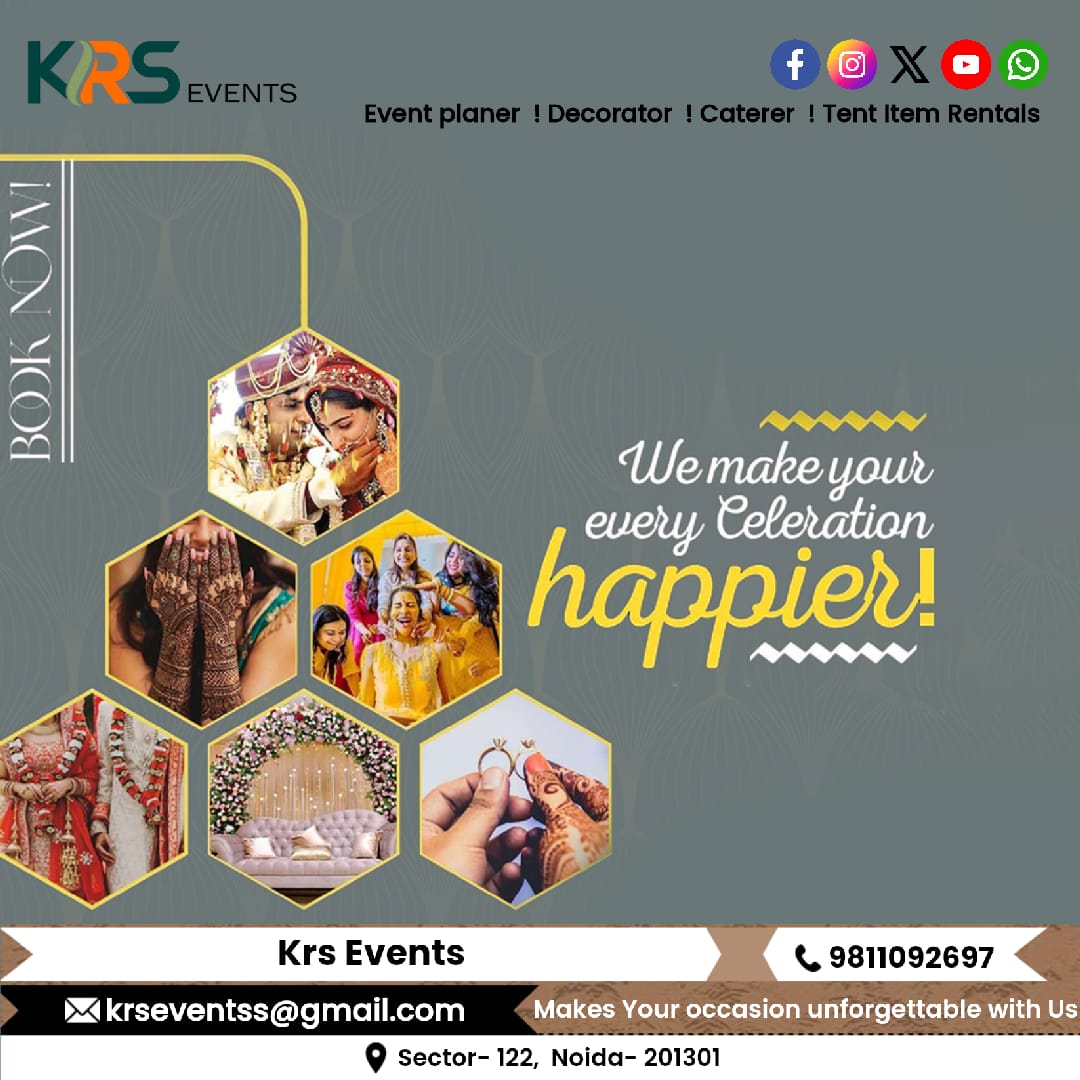 KRS EVENTS
Event planer ! Decorator ! Caterer ! Tent Item Rentals
BOOK NOW!
We make your
every Celeration
happier!
Krs Events
9811092697
krseventss@gmail.com
Makes Your occasion unforgettable with Us
Sector- 122, Noida- 201301